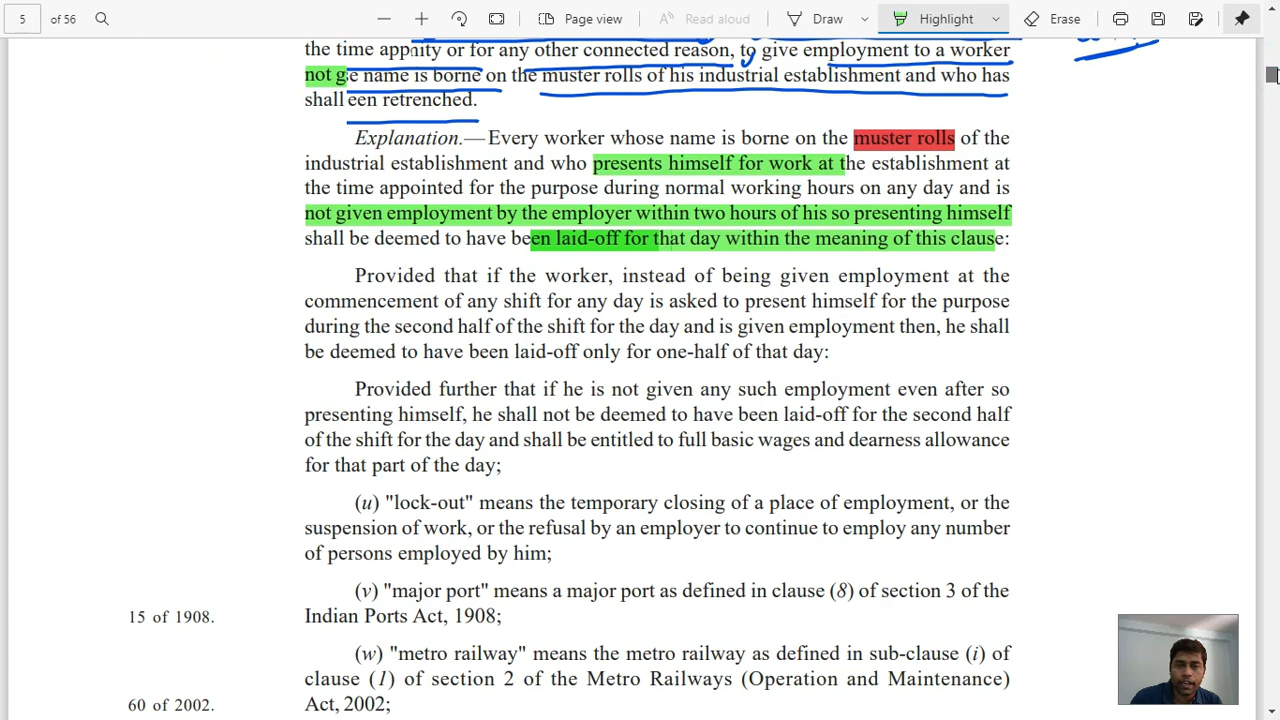 5 of 56 Page view Read aloud Draw Highlight Erase
the time appnity or for any other connected reason, to give employment to a worker
not ge name is borne on the muster rolls of his industrial establishment and who has
shall een retrenched.
Explanation.—Every worker whose name is borne on the muster rolls of the
industrial establishment and who presents himself for work at the establishment at
the time appointed for the purpose during normal working hours on any day and is
not given employment by the employer within two hours of his so presenting himself
shall be deemed to have been laid-off for that day within the meaning of this clause:
Provided that if the worker, instead of being given employment at the
commencement of any shift for any day is asked to present himself for the purpose
during the second half of the shift for the day and is given employment then, he shall
be deemed to have been laid-off only for one-half of that day:
Provided further that if he is not given any such employment even after so
presenting himself, he shall not be deemed to have been laid-off for the second half
of the shift for the day and shall be entitled to full basic wages and dearness allowance
for that part of the day;
(u) "lock-out" means the temporary closing of a place of employment, or the
suspension of work, or the refusal by an employer to continue to employ any number
of persons employed by him;
(v) "major port" means a major port as defined in clause (8) of section 3 of the
15 of 1908. Indian Ports Act, 1908;
(w) "metro railway" means the metro railway as defined in sub-clause (i) of
clause (1) of section 2 of the Metro Railways (Operation and Maintenance)
60 of 2002. Act, 2002;